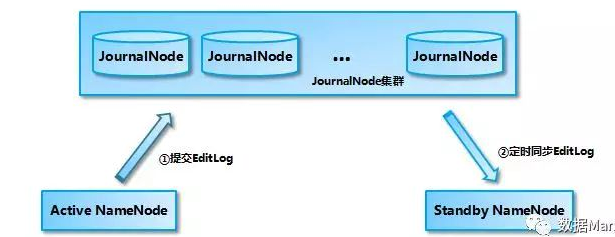 JournalNode
JournalNode
...
JournalNode
JournalNode集群
①提交EditLog
②定时同步EditLog
Active NameNode
Standby NameNode
数据Man